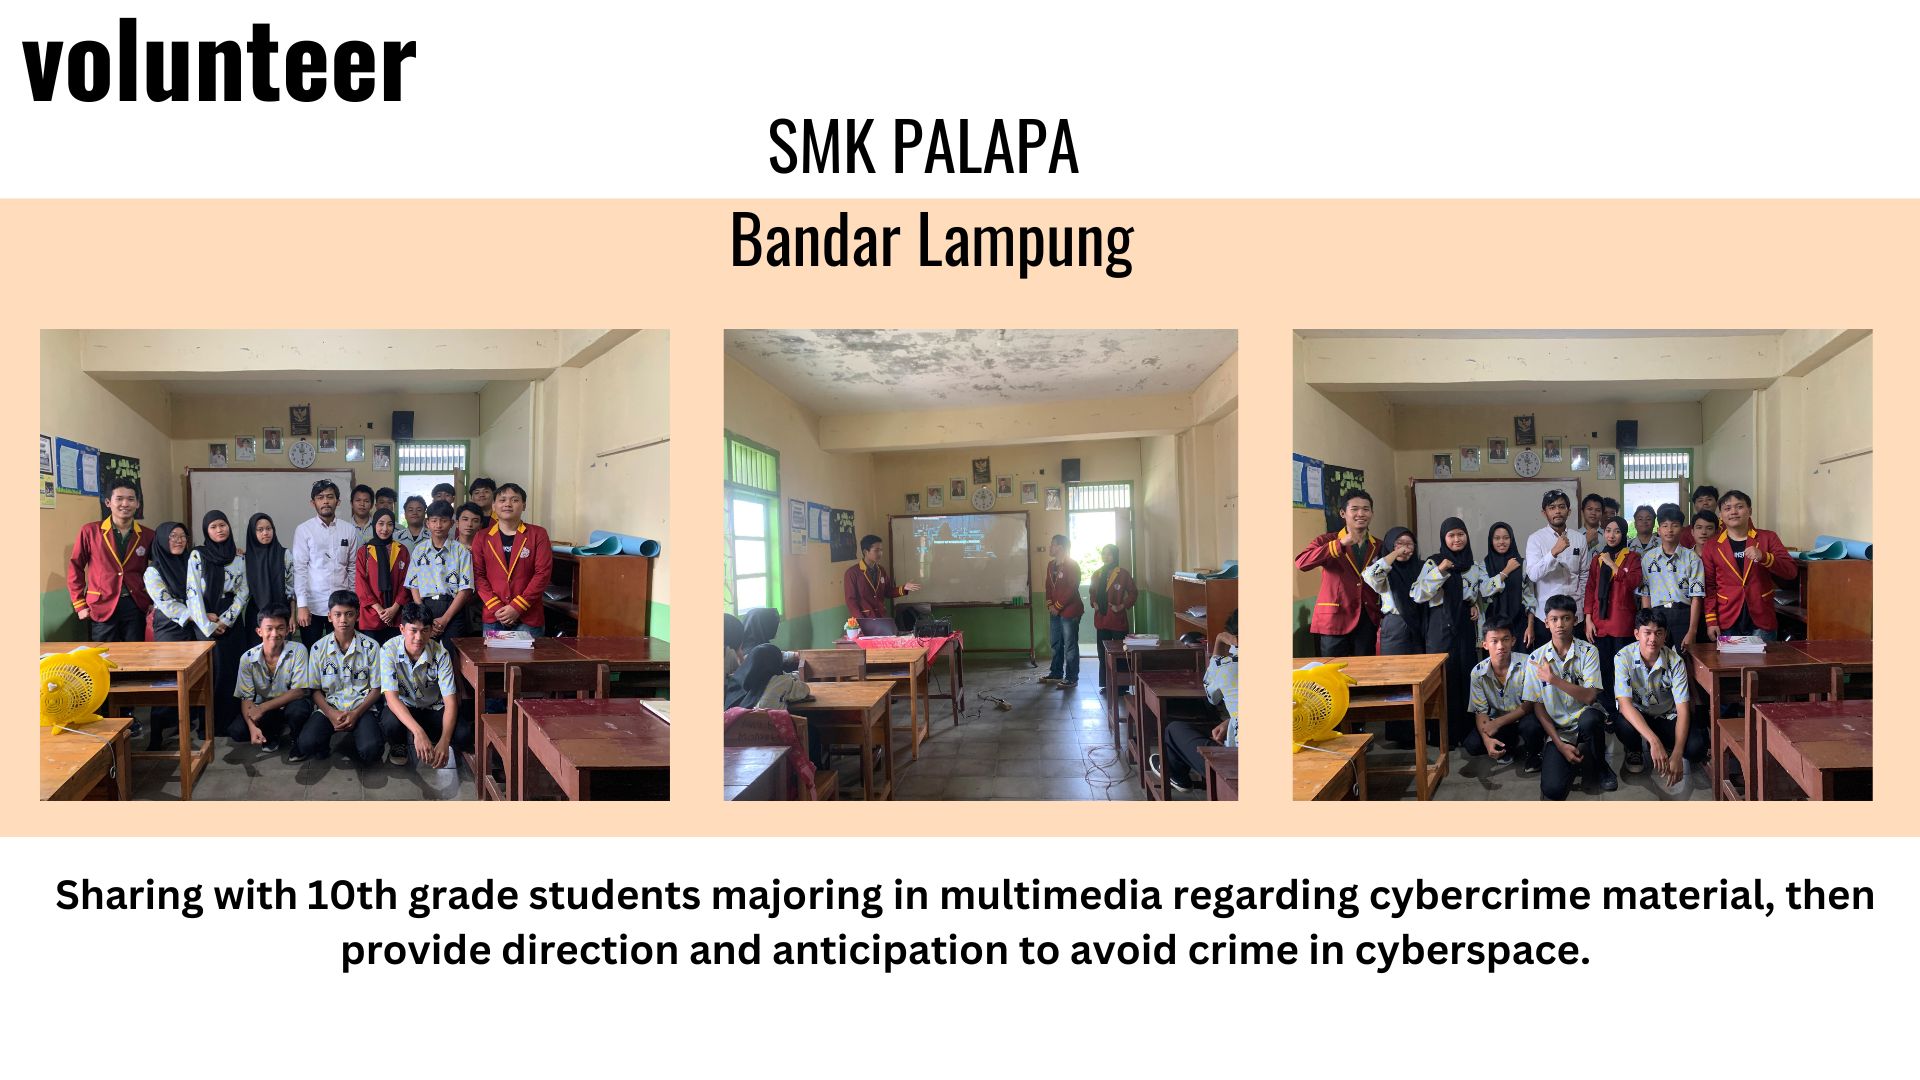 volunteer
SMK PALAPA
Bandar Lampung
Sharing with 10th grade students majoring in multimedia regarding cybercrime material, then
provide direction and anticipation to avoid crime in cyberspace.